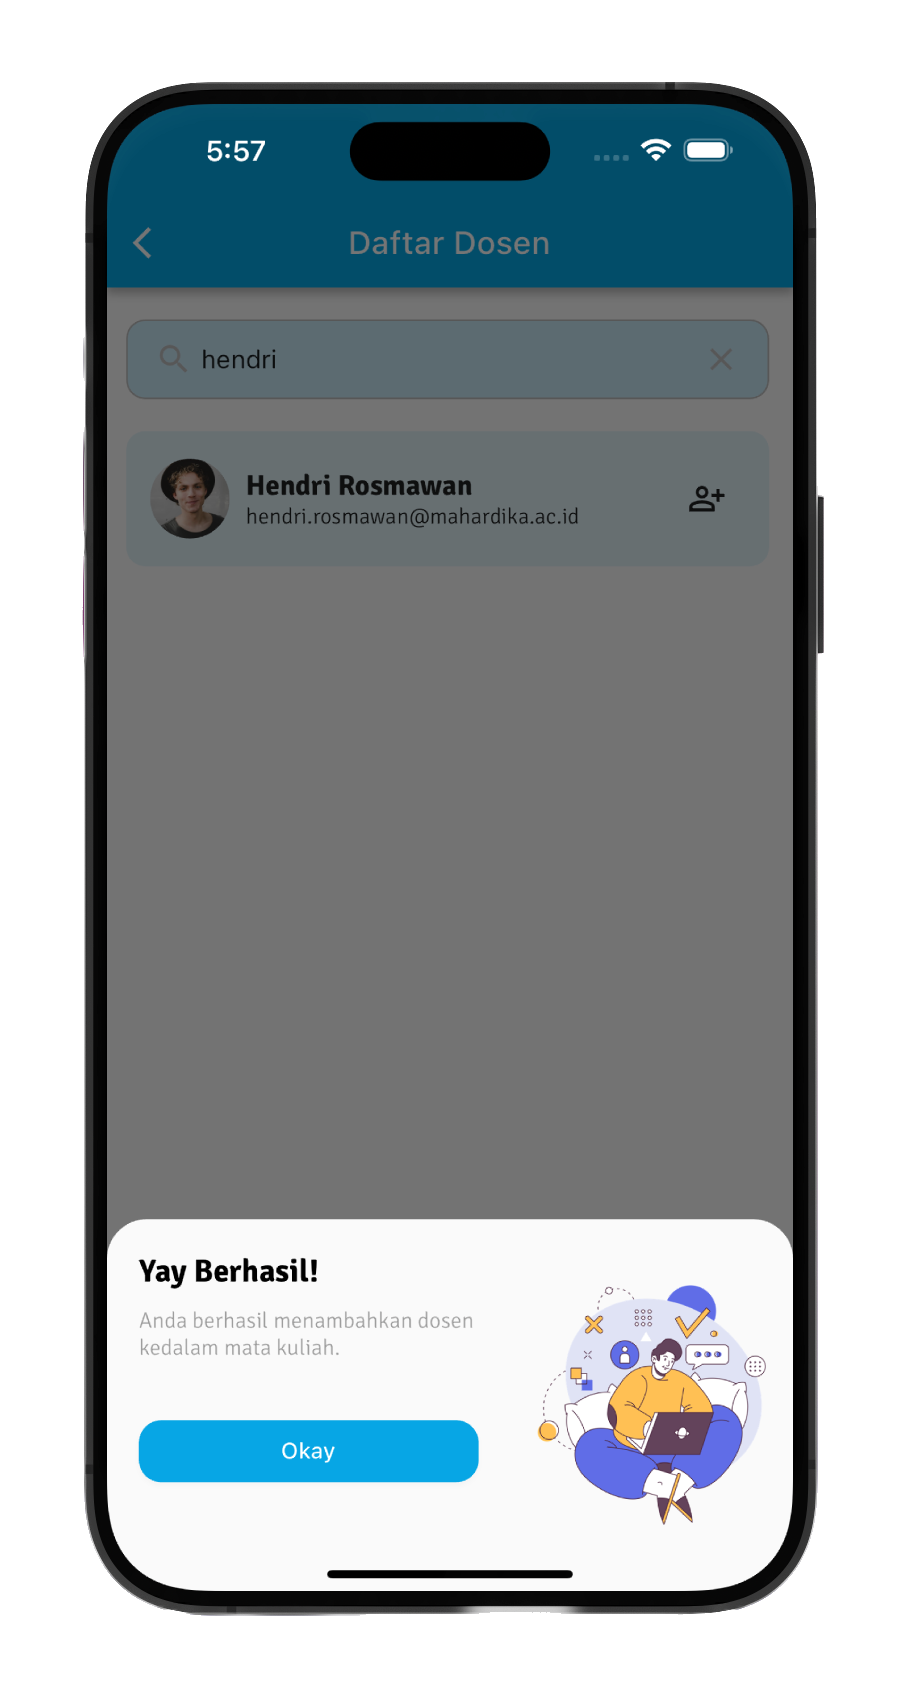 5:57
Daftar Dosen
hendri
Hendri Rosmawan
hendri.rosmawan@mahardika.ac.id
Yay Berhasil!
Anda berhasil menambahkan dosen
kedalam mata kuliah.
Okay